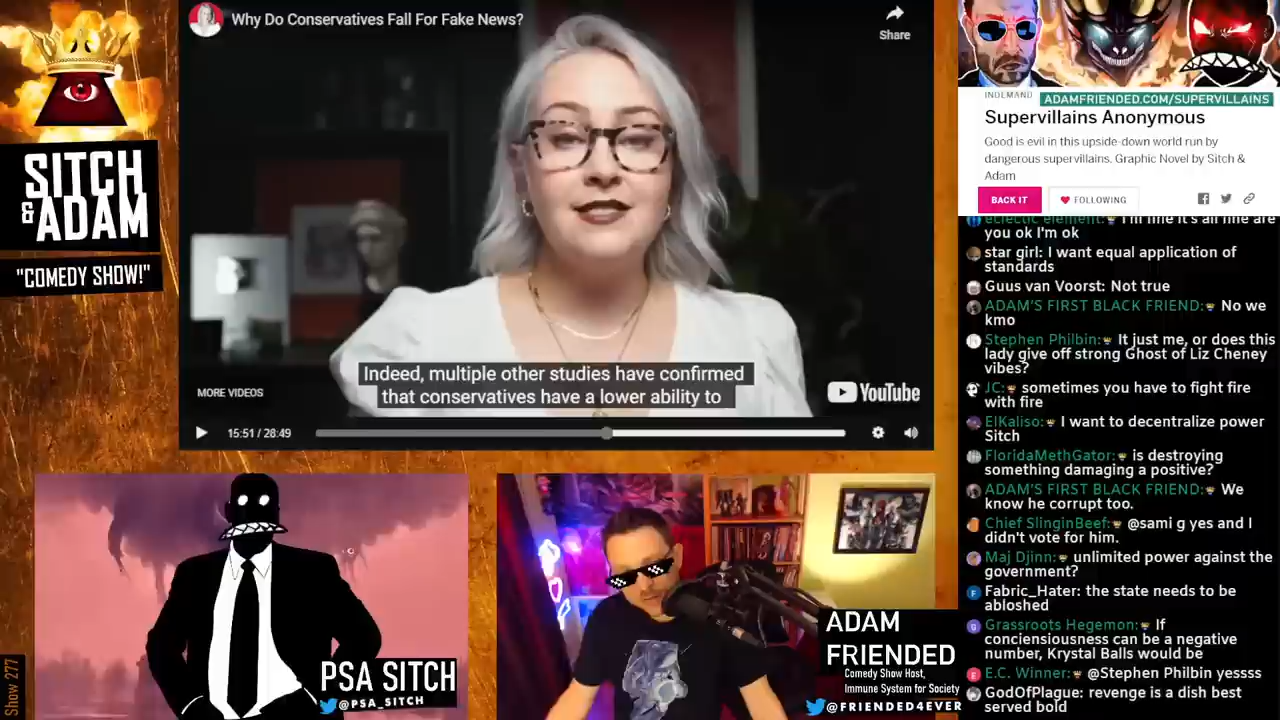 Why Do Conservatives Fall For Fake News?
Share
SITCH
& ADAM
"COMEDY SHOW!"
Indeed, multiple other studies have confirmed
that conservatives have a lower ability to
MORE VIDEOS
YouTube
15:51 / 28:49
INDEMAND
ADAMFRIENDED.COM/SUPERVILLAINS
Supervillains Anonymous
Good is evil in this upside-down world run by
dangerous supervillains. Graphic Novel by Sitch &
Adam
BACK IT
FOLLOWING
eclectic element: I'm fine it's all fine are
you ok I'm ok
star girl: I want equal application of
standards
Guus van Voorst: Not true
ADAM'S FIRST BLACK FRIEND: No we
kmo
Stephen Philbin: It just me, or does this
lady give off strong Ghost of Liz Cheney
vibes?
JC: sometimes you have to fight fire
with fire
ElKaliso: I want to decentralize power
Sitch
FloridaMethGator: is destroying
something damaging a positive?
ADAM'S FIRST BLACK FRIEND: We
know he corrupt too.
Chief SlinginBeef: @sami g yes and I
didn't vote for him.
Maj Djinn: unlimited power against the
government?
F
Fabric_Hater: the state needs to be
aboloshed
g
Grassroots Hegemon: If
conciensiousness can be a negative
number, Krystal Balls would be
E
E.C. Winner: @Stephen Philbin yessss
GodOfPlague: revenge is a dish best
served bold
Show 277
PSA SITCH
@PSA_SITCH
ADAM
FRIENDED
Comedy Show Host,
Immune System for Society
@FRIENDED4EVER